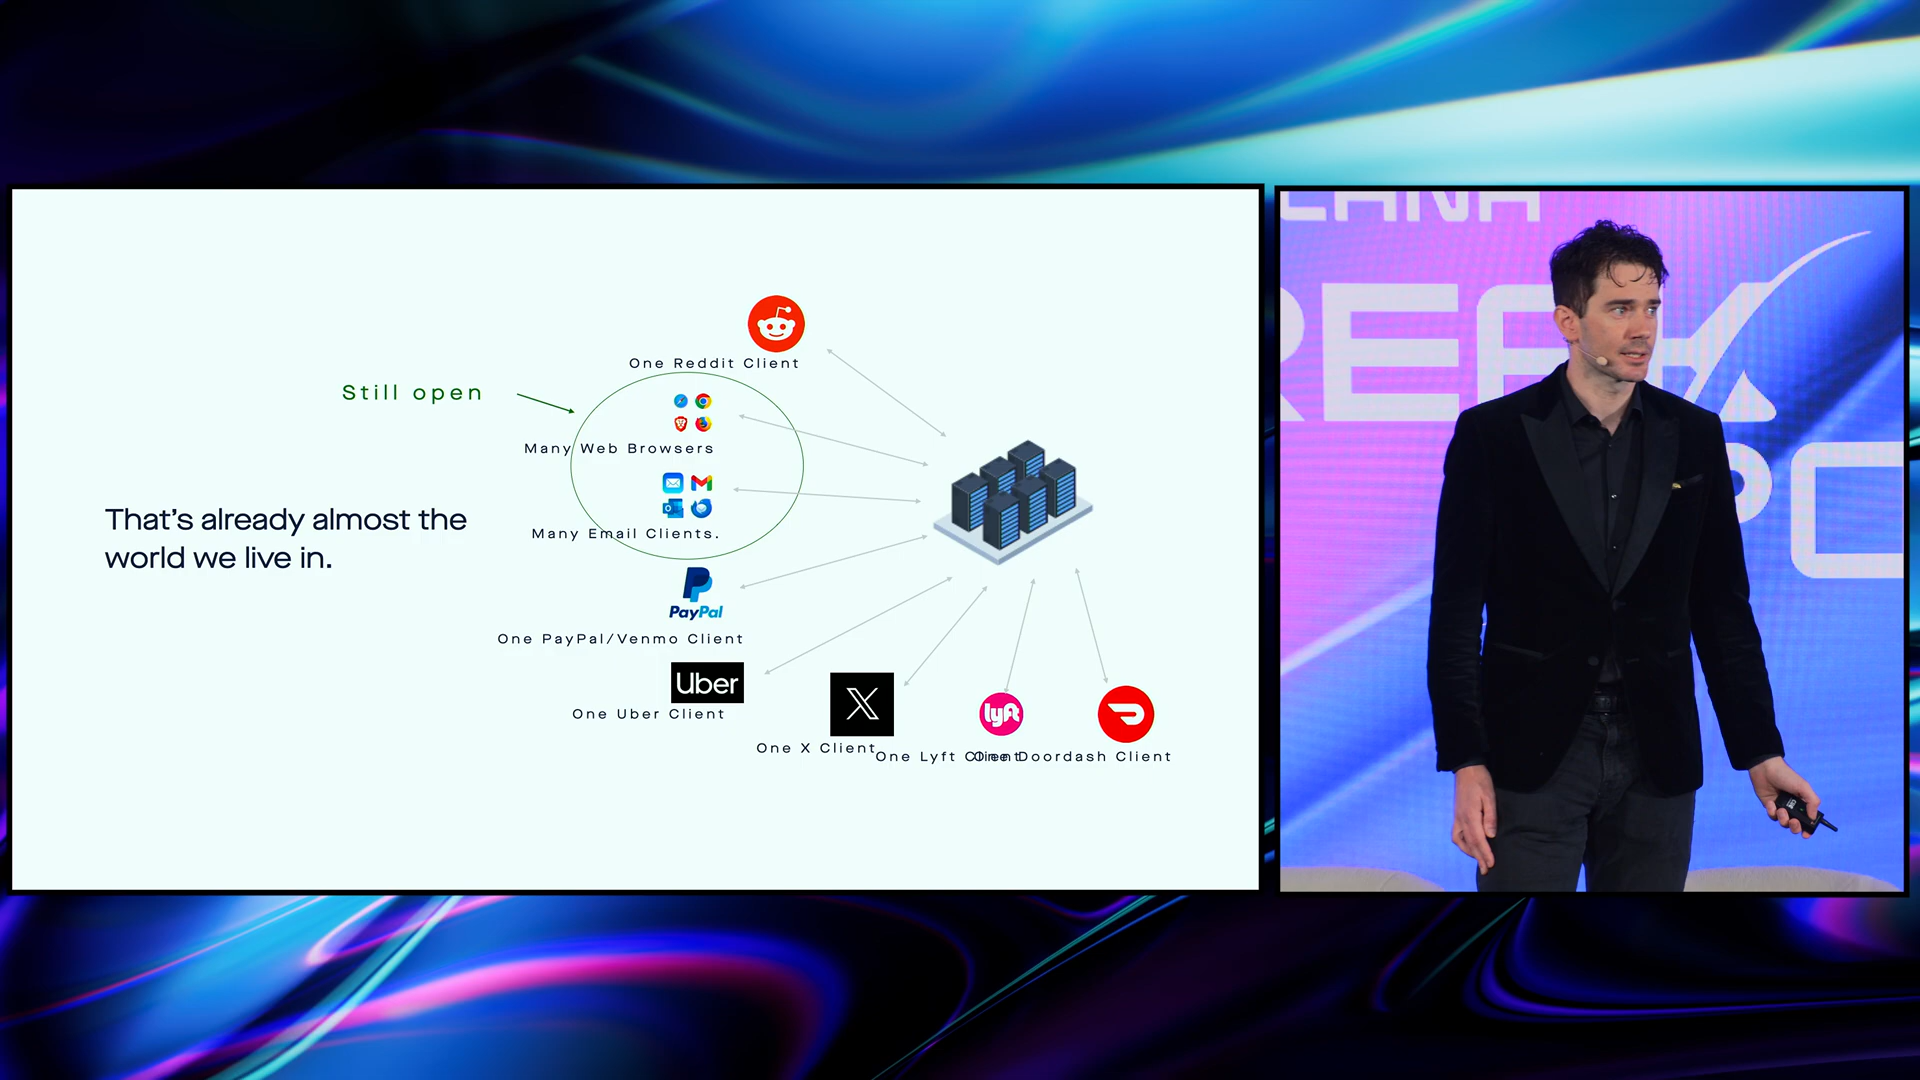 One Reddit Client
Still open
Many Web Browsers
Many Email Clients.
That's already almost the
world we live in.
PayPal
One PayPal/Venmo Client
Uber
One Uber Client
X
One X Client
lyft
One Lyft Client
One Doordash Client